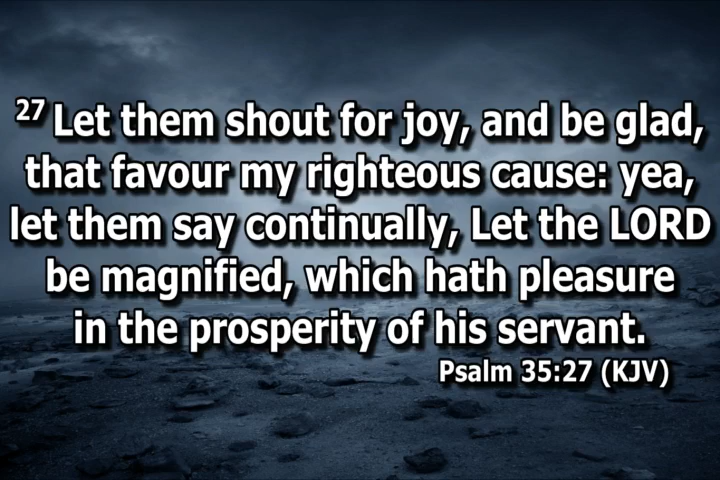 27 Let them shout for joy, and be glad,
that favour my righteous cause: yea,
let them say continually, Let the LORD
be magnified, which hath pleasure
in the prosperity of his servant.
Psalm 35:27 (KJV)